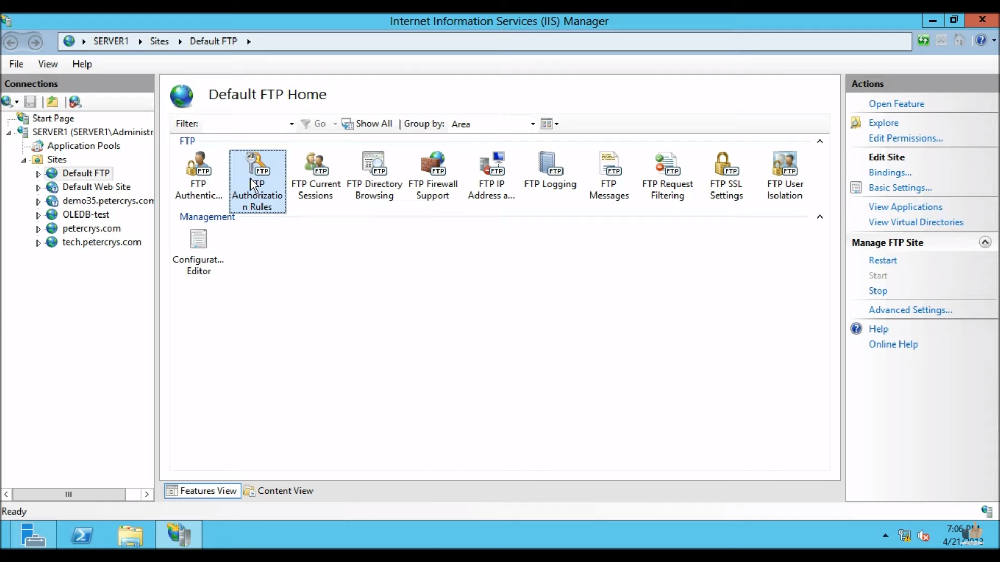 Internet Information Services (IIS) Manager
SERVER1 Sites Default FTP
File View Help
Connections
Start Page
SERVER1 (SERVER1\Administr
Application Pools
Sites
Default FTP
Default Web Site
demo35.petercrys.com
OLEDB-test
petercrys.com
tech.petercrys.com
Default FTP Home
Filter: Go Show All Group by: Area
FTP
FTP Authentic...
FTP Authorization Rules
FTP Current Sessions
FTP Directory Browsing
FTP Firewall Support
FTP IP Address a...
FTP Logging
FTP Messages
FTP Request Filtering
FTP SSL Settings
FTP User Isolation
Management
Configurat... Editor
Features View Content View
Actions
Open Feature
Explore
Edit Permissions...
Edit Site
Bindings...
Basic Settings...
View Applications
View Virtual Directories
Manage FTP Site
Restart
Start
Stop
Advanced Settings...
Help
Online Help
Ready
7:06 PM
4/21/2013